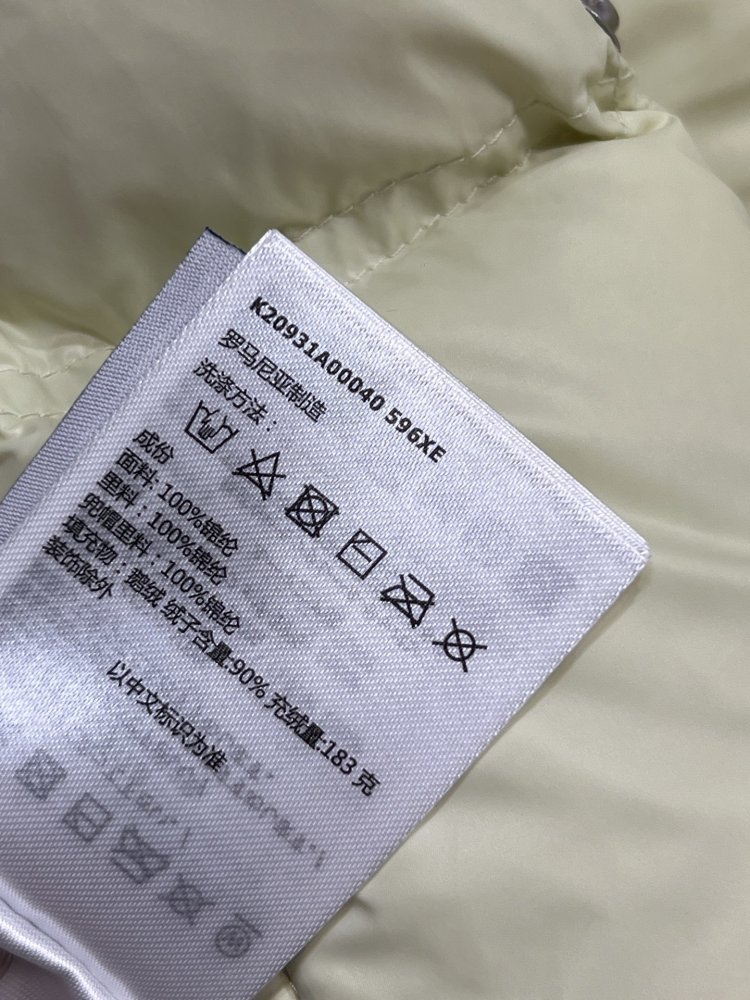 K20931A00040 596XE
罗马尼亚制造
洗涤方法：
成份
面料: 100%锦纶
里料：100%锦纶
兜帽里料：100%锦纶
填充物：鹅绒 绒子含量:90% 充绒量:183 克
装饰除外
以中文标识为准